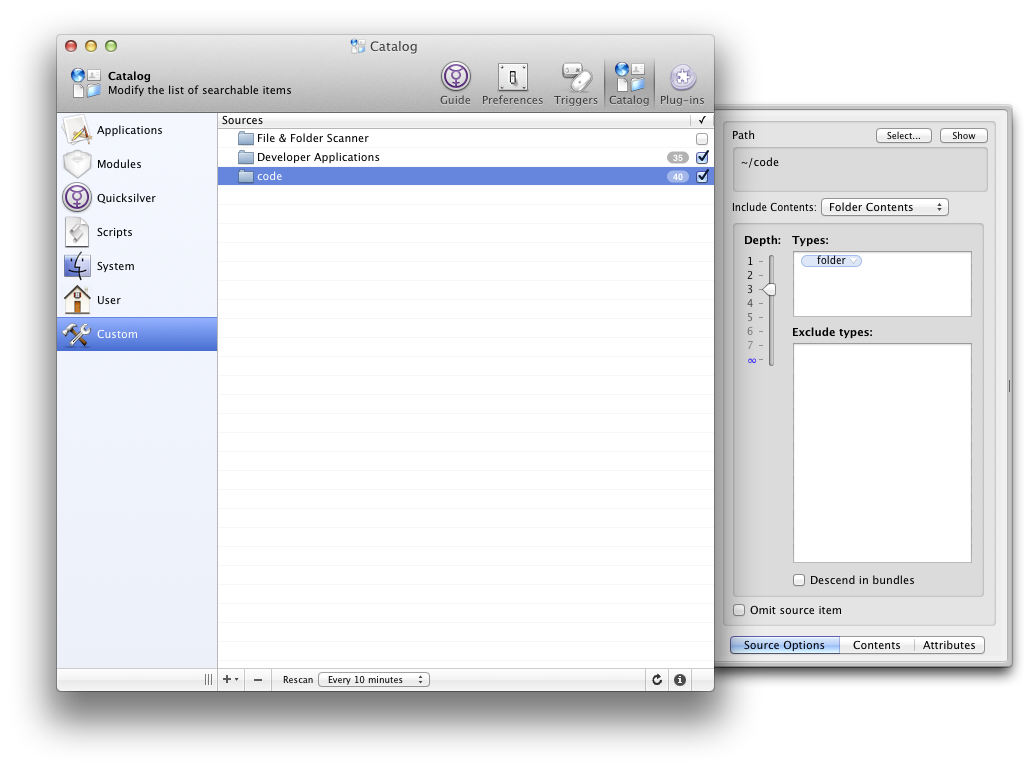 Catalog
Catalog
Modify the list of searchable items
Guide
Preferences
Triggers
Catalog
Plug-ins
Applications
Modules
Quicksilver
Scripts
System
User
Custom
Sources ✓
File & Folder Scanner
Developer Applications 35
code 40
Rescan Every 10 minutes
Path Select... Show
~/code
Include Contents: Folder Contents
Depth: Types:
1
2
3
4
5
6
7
∞
folder
Exclude types:
Descend in bundles
Omit source item
Source Options Contents Attributes